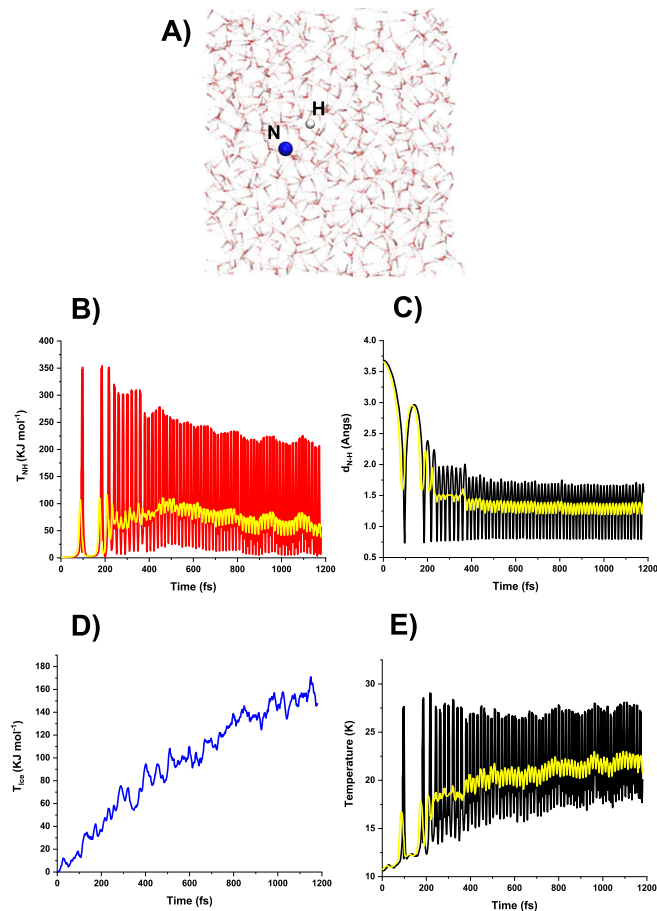 A)
H
N
B)
C)
400
350
300
250
200
150
100
50
0
T_NH (KJ mol⁻¹)
0 200 400 600 800 1000 1200
Time (fs)
4.0
3.5
3.0
2.5
2.0
1.5
1.0
0.5
d_N-H (Angs)
0 200 400 600 800 1000 1200
Time (fs)
D)
E)
180
160
140
120
100
80
60
40
20
0
T_Ice (KJ mol⁻¹)
0 200 400 600 800 1000 1200
Time (fs)
30
25
20
15
10
Temperature (K)
0 200 400 600 800 1000 1200
Time (fs)